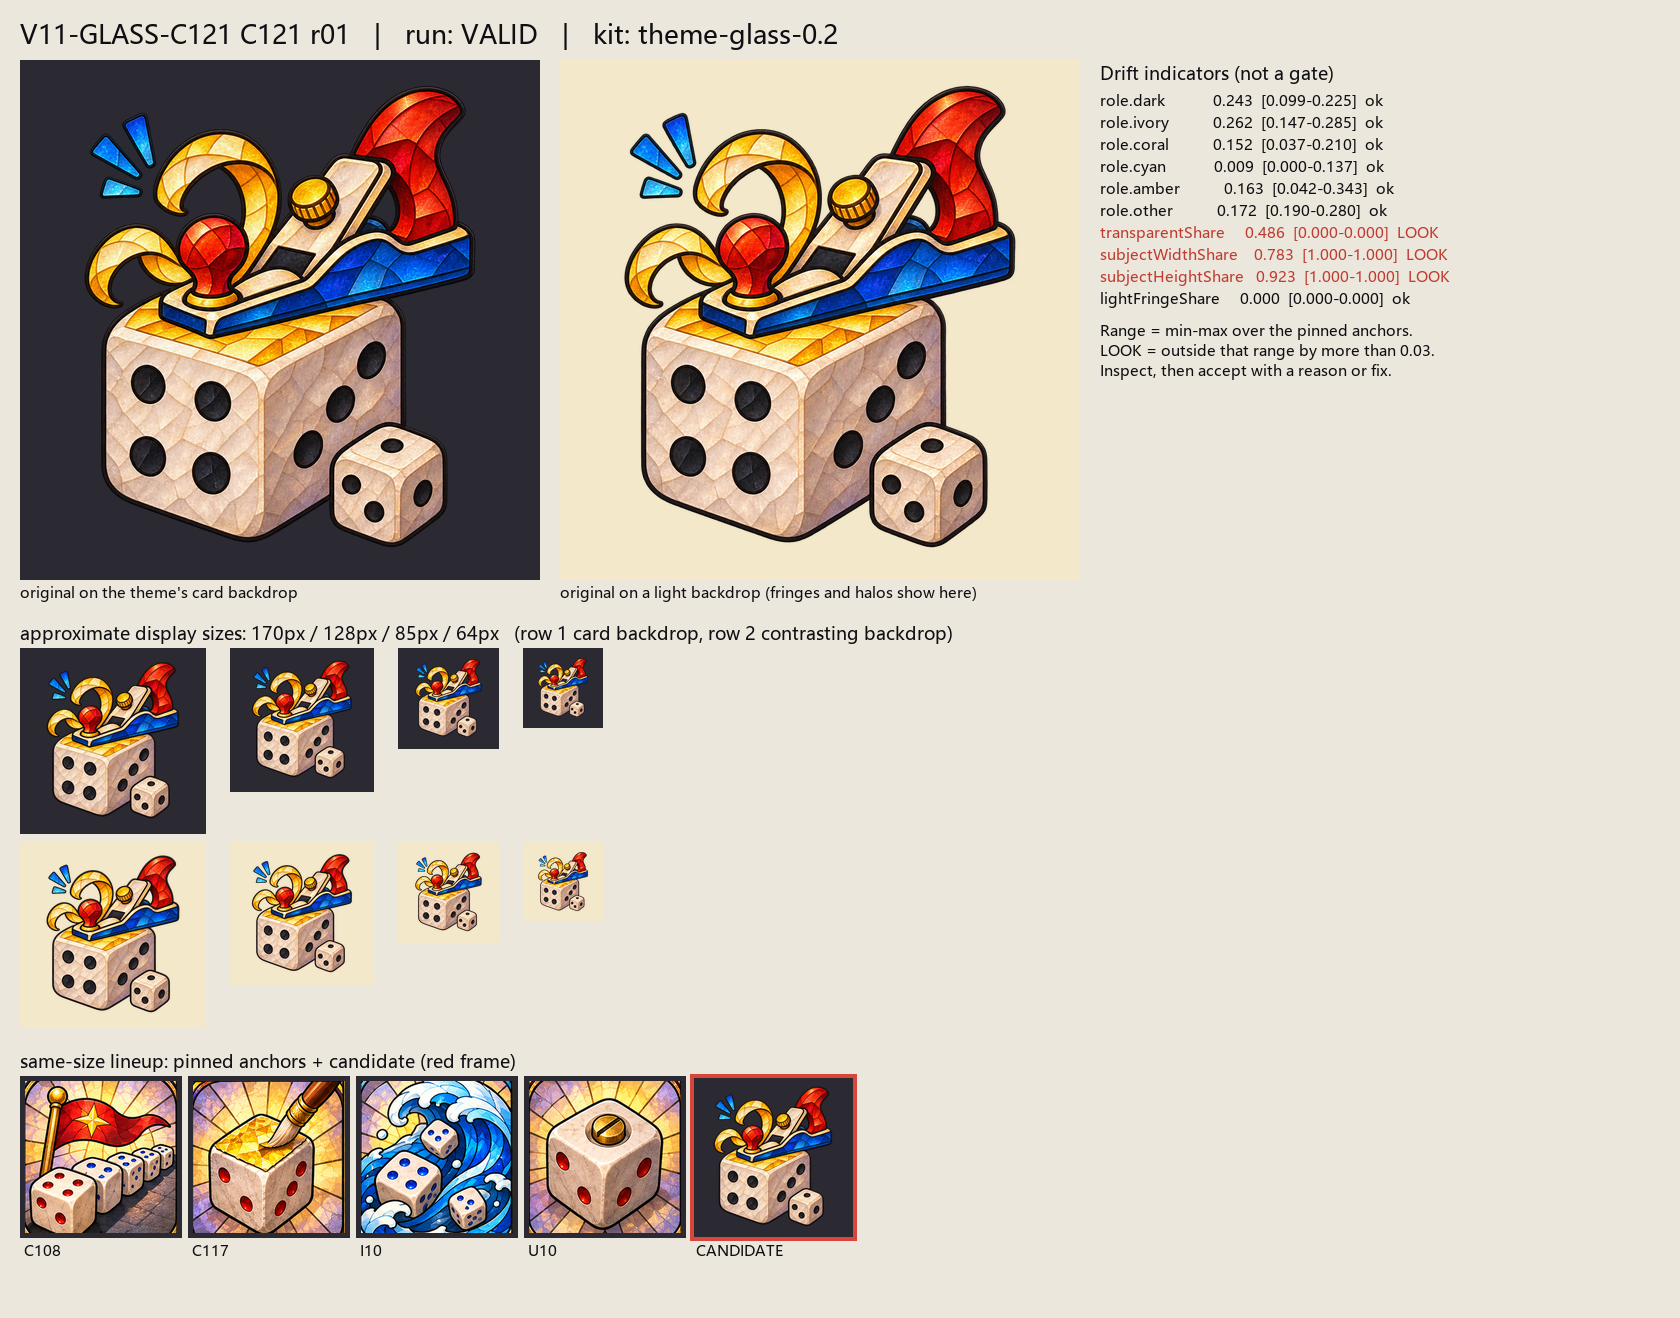 V11-GLASS-C121 C121 r01 | run: VALID | kit: theme-glass-0.2
Drift indicators (not a gate)
role.dark 0.243 [0.099-0.225] ok
role.ivory 0.262 [0.147-0.285] ok
role.coral 0.152 [0.037-0.210] ok
role.cyan 0.009 [0.000-0.137] ok
role.amber 0.163 [0.042-0.343] ok
role.other 0.172 [0.190-0.280] ok
transparentShare 0.486 [0.000-0.000] LOOK
subjectWidthShare 0.783 [1.000-1.000] LOOK
subjectHeightShare 0.923 [1.000-1.000] LOOK
lightFringeShare 0.000 [0.000-0.000] ok
Range = min-max over the pinned anchors.
LOOK = outside that range by more than 0.03.
Inspect, then accept with a reason or fix.
original on the theme's card backdrop
original on a light backdrop (fringes and halos show here)
approximate display sizes: 170px / 128px / 85px / 64px (row 1 card backdrop, row 2 contrasting backdrop)
same-size lineup: pinned anchors + candidate (red frame)
C108
C117
I10
U10
CANDIDATE